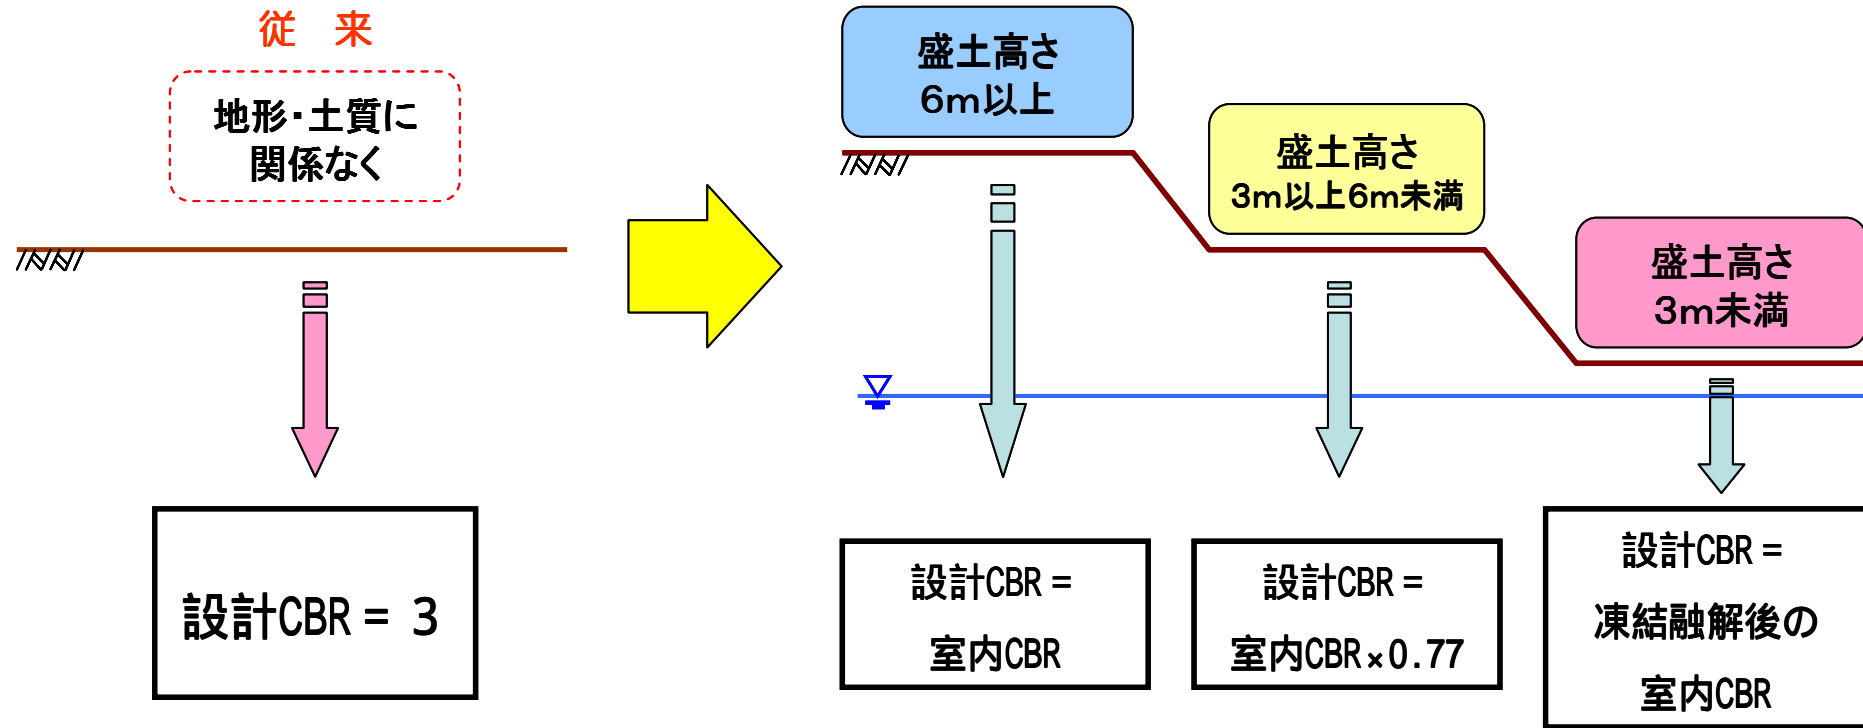 従　来
地形・土質に
関係なく
設計CBR = 3
盛土高さ
6m以上
盛土高さ
3m以上6m未満
盛土高さ
3m未満
設計CBR =
室内CBR
設計CBR =
室内CBR×0.77
設計CBR =
凍結融解後の
室内CBR